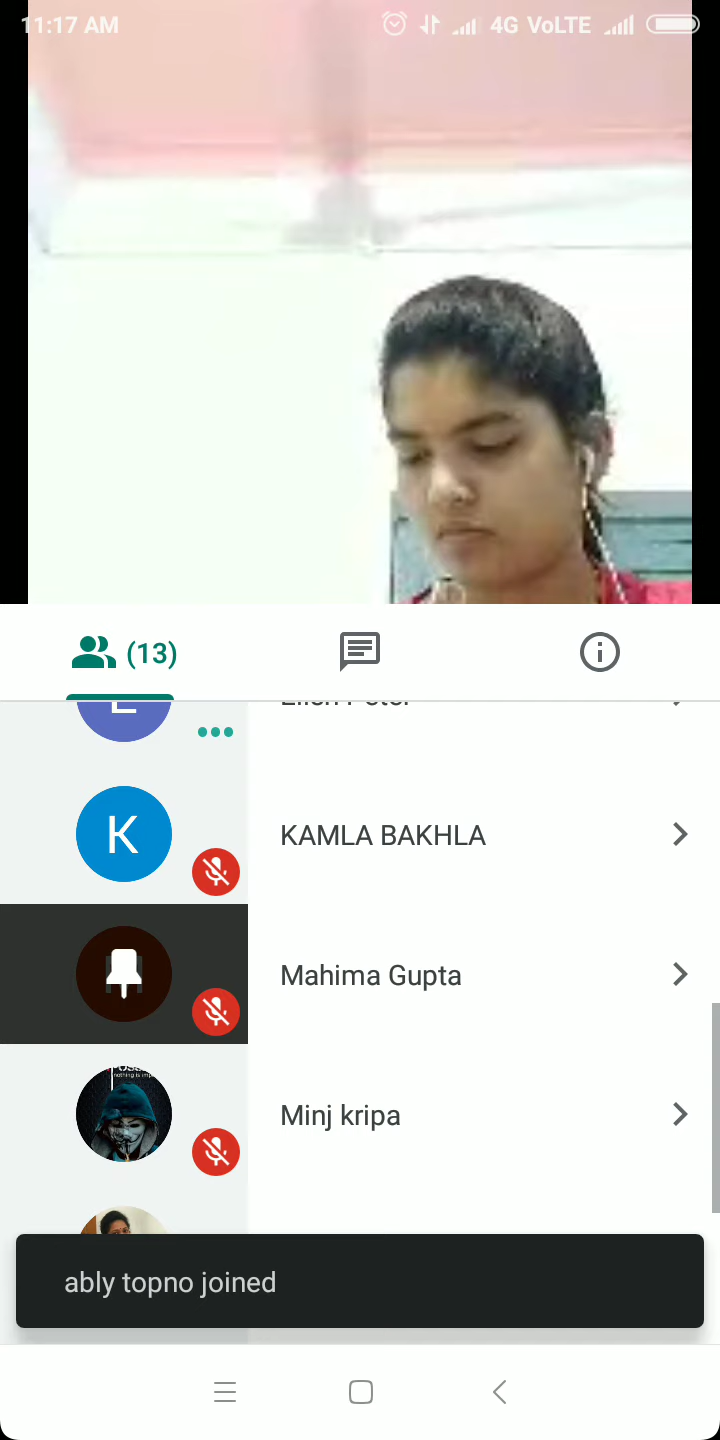 11:17 AM 4G VoLTE
(13)
KAMLA BAKHLA
K
Mahima Gupta
Minj kripa
ably topno joined